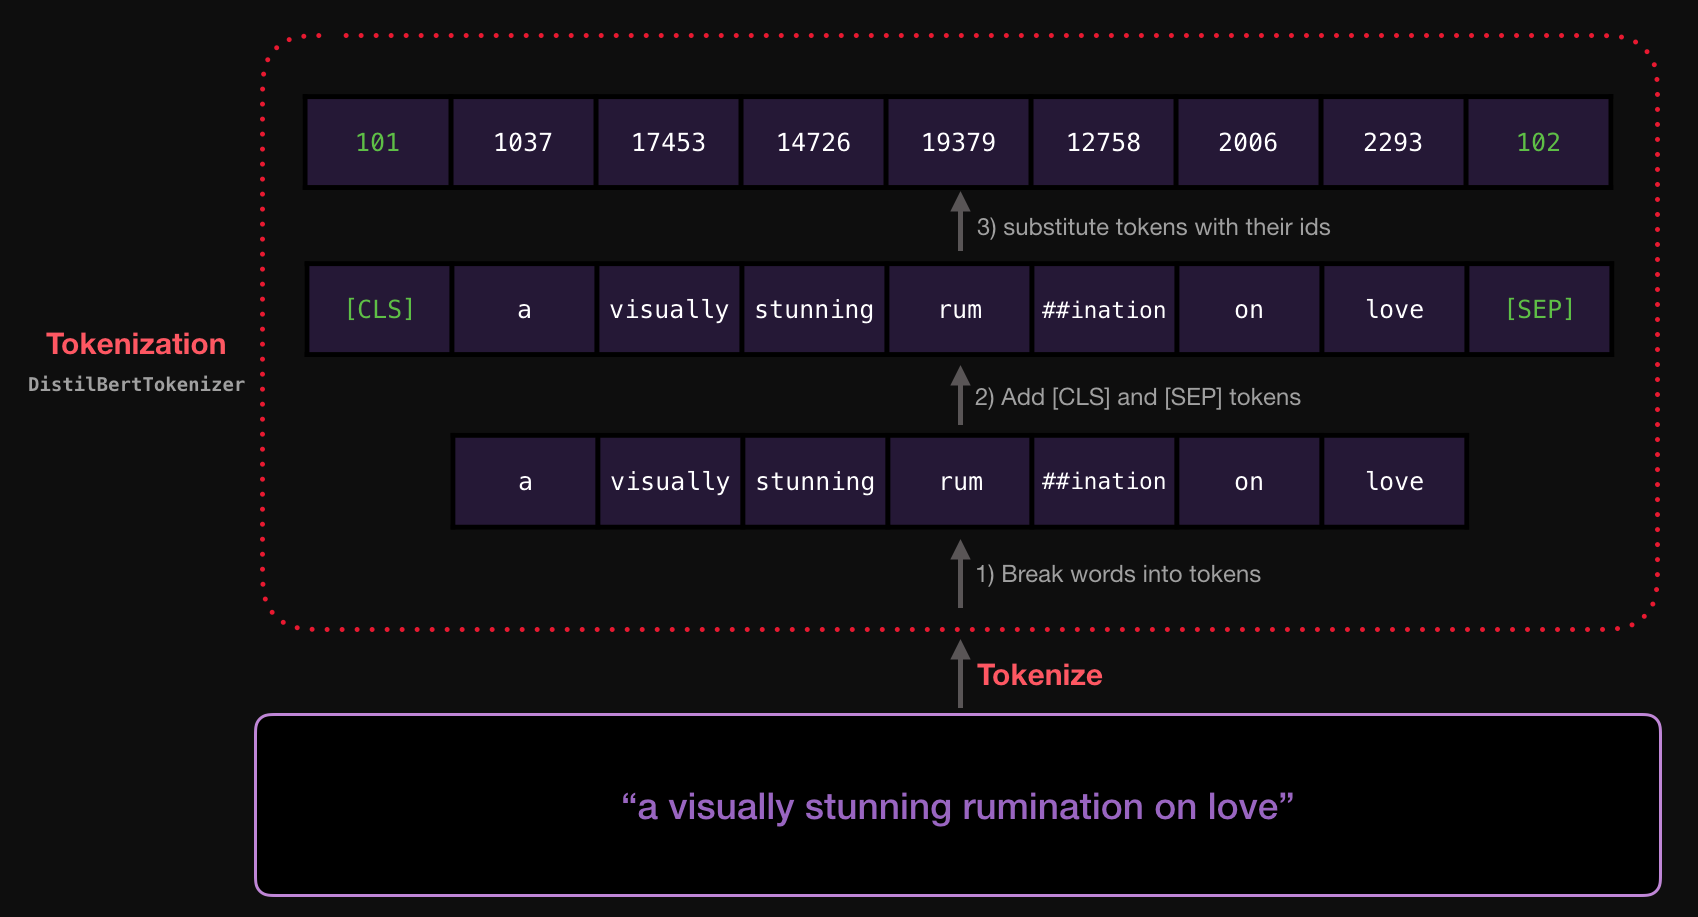 101 1037 17453 14726 19379 12758 2006 2293 102
3) substitute tokens with their ids
[CLS] a visually stunning rum ##ination on love [SEP]
Tokenization
DistilBertTokenizer
2) Add [CLS] and [SEP] tokens
a visually stunning rum ##ination on love
1) Break words into tokens
Tokenize
“a visually stunning rumination on love”